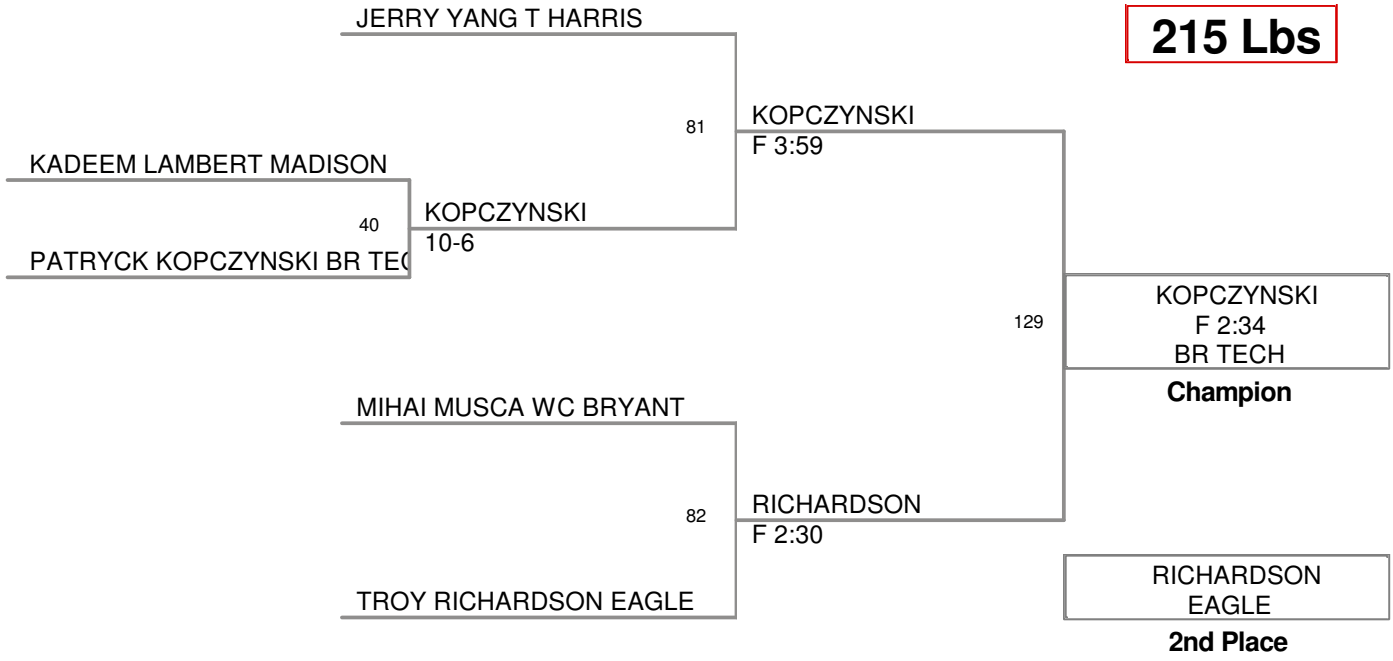 JERRY YANG T HARRIS
215 Lbs
81
KOPCZYNSKI
F 3:59
KADEEM LAMBERT MADISON
40
KOPCZYNSKI
10-6
PATRYCK KOPCZYNSKI BR TEC
129
KOPCZYNSKI
F 2:34
BR TECH
Champion
MIHAI MUSCA WC BRYANT
82
RICHARDSON
F 2:30
TROY RICHARDSON EAGLE
RICHARDSON
EAGLE
2nd Place